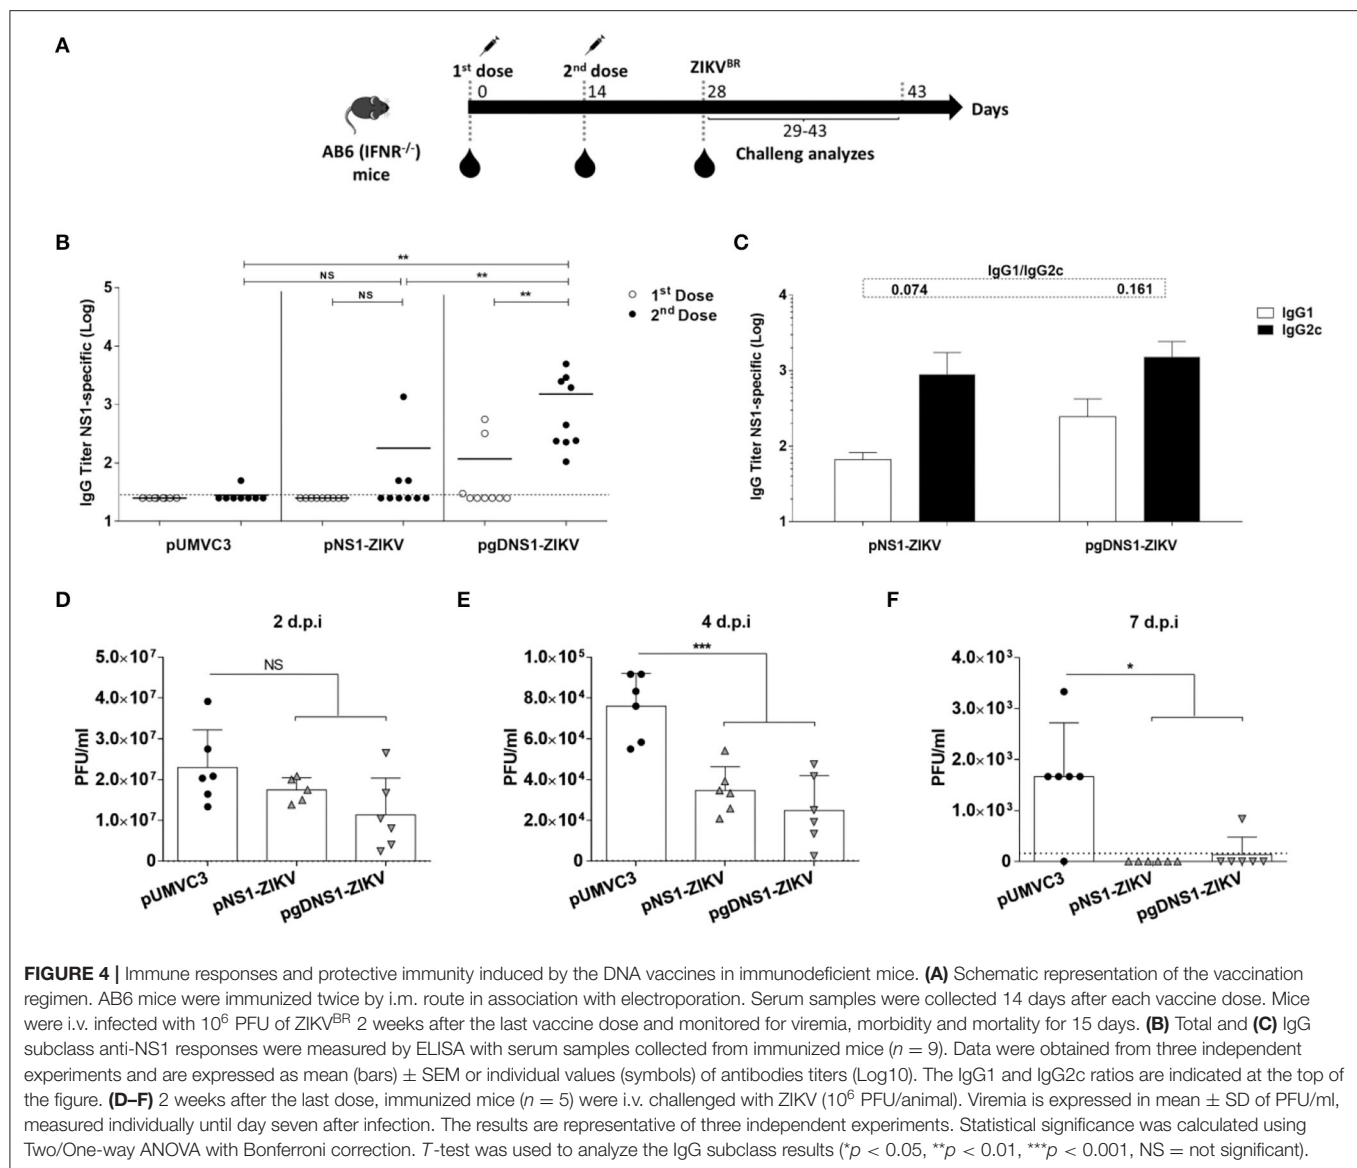 A
1st dose
2nd dose
ZIKVBR
0
14
28
43
Days
29-43
Challeng analyzes
AB6 (IFNR-/-)
mice
B
**
NS
**
NS
**
IgG Titer NS1-specific (Log)
5
4
3
2
1
pUMVC3
pNS1-ZIKV
pgDNS1-ZIKV
1st Dose
2nd Dose
C
IgG1/IgG2c
0.074
0.161
IgG Titer NS1-specific (Log)
4
3
2
1
pNS1-ZIKV
pgDNS1-ZIKV
IgG1
IgG2c
D
2 d.p.i
NS
PFU/ml
5.0×10⁷
4.0×10⁷
3.0×10⁷
2.0×10⁷
1.0×10⁷
0
pUMVC3
pNS1-ZIKV
pgDNS1-ZIKV
E
4 d.p.i
***
PFU/ml
1.0×10⁵
8.0×10⁴
6.0×10⁴
4.0×10⁴
2.0×10⁴
0
pUMVC3
pNS1-ZIKV
pgDNS1-ZIKV
F
7 d.p.i
*
PFU/ml
4.0×10³
3.0×10³
2.0×10³
1.0×10³
0
pUMVC3
pNS1-ZIKV
pgDNS1-ZIKV
FIGURE 4 | Immune responses and protective immunity induced by the DNA vaccines in immunodeficient mice. (A) Schematic representation of the vaccination
regimen. AB6 mice were immunized twice by i.m. route in association with electroporation. Serum samples were collected 14 days after each vaccine dose. Mice
were i.v. infected with 10⁶ PFU of ZIKVBR 2 weeks after the last vaccine dose and monitored for viremia, morbidity and mortality for 15 days. (B) Total and (C) IgG
subclass anti-NS1 responses were measured by ELISA with serum samples collected from immunized mice (n = 9). Data were obtained from three independent
experiments and are expressed as mean (bars) ± SEM or individual values (symbols) of antibodies titers (Log10). The IgG1 and IgG2c ratios are indicated at the top of
the figure. (D–F) 2 weeks after the last dose, immunized mice (n = 5) were i.v. challenged with ZIKV (10⁶ PFU/animal). Viremia is expressed in mean ± SD of PFU/ml,
measured individually until day seven after infection. The results are representative of three independent experiments. Statistical significance was calculated using
Two/One-way ANOVA with Bonferroni correction. T-test was used to analyze the IgG subclass results (*p < 0.05, **p < 0.01, ***p < 0.001, NS = not significant).